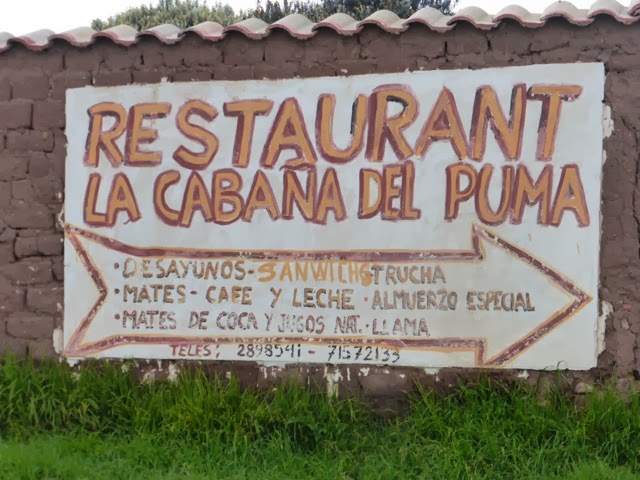 RESTAURANT
LA CABAÑA DEL PUMA
• DESAYUNOS - SANWICHS TRUCHA
• MATES - CAFE Y LECHE • ALMUERZO ESPECIAL
• MATES DE COCA Y JUGOS NAT. LLAMA
TELFS: 2898541 - 71572133